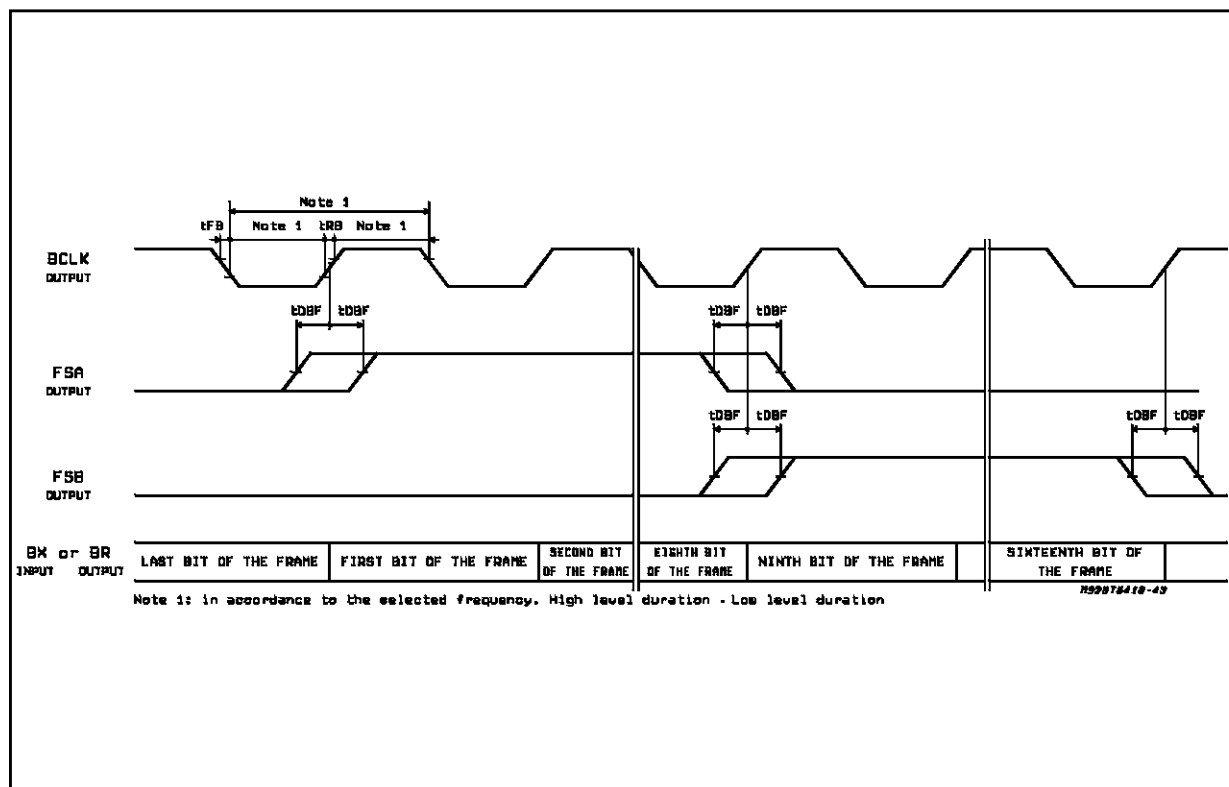 Note 1
tFB Note 1 tRB Note 1
BCLK
OUTPUT
tDBF tDBF tDBF tDBF
FSA
OUTPUT
tDBF tDBF tDBF tDBF
FSB
OUTPUT
BX or BR
INPUT OUTPUT
LAST BIT OF THE FRAME
FIRST BIT OF THE FRAME
SECOND BIT
OF THE FRAME
EIGHTH BIT
OF THE FRAME
NINTH BIT OF THE FRAME
SIXTEENTH BIT OF
THE FRAME
Note 1: in accordance to the selected frequency. High level duration - Low level duration